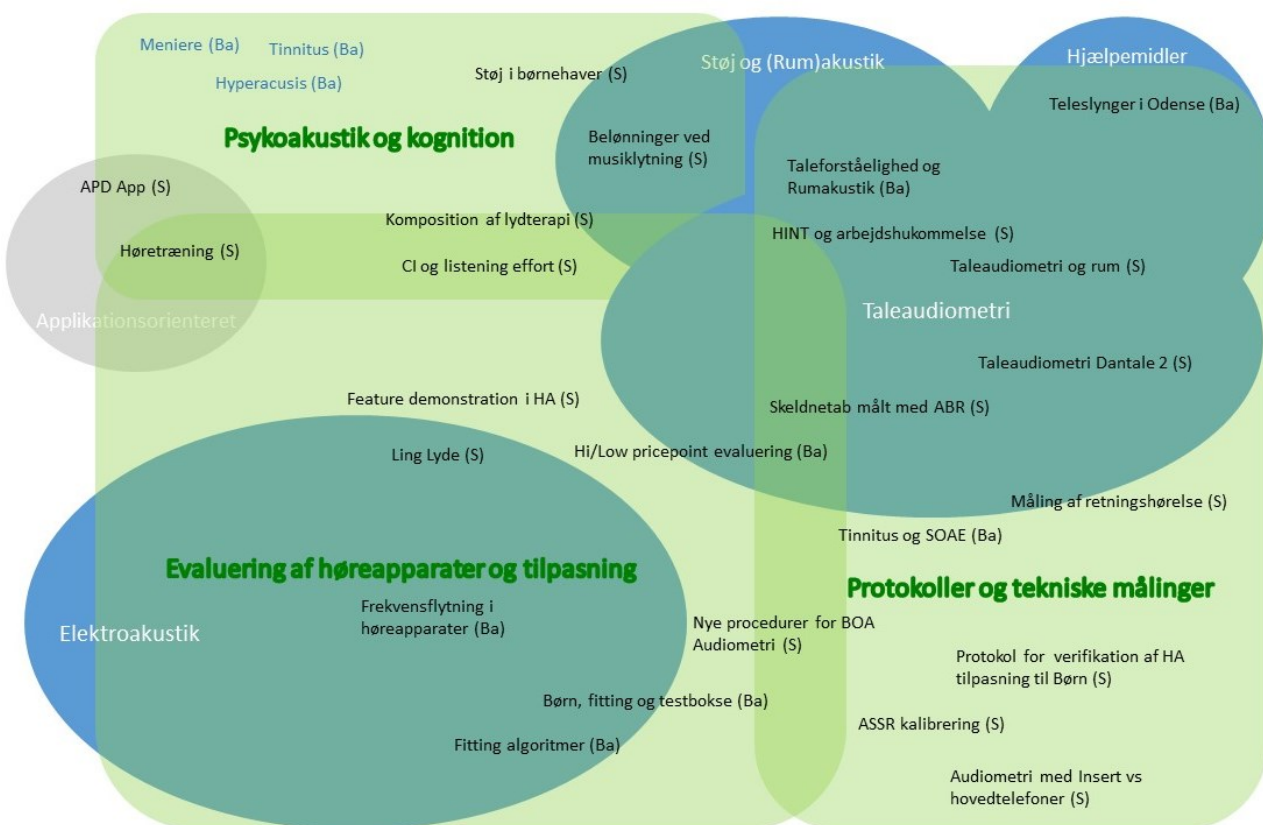 Meniere (Ba)
Tinnitus (Ba)
Hyperacusis (Ba)
Støj i børnehaver (S)
Støj og (Rum)akustik
Hjælpemidler
Teleslynger i Odense (Ba)
Psykoakustik og kognition
Belønninger ved
musiklytning (S)
Taleforståelighed og
Rumakustik (Ba)
APD App (S)
Komposition af lydterapi (S)
HINT og arbejdshukommelse (S)
Høretræning (S)
CI og listening effort (S)
Taleaudiometri og rum (S)
Applikationsorienteret
Taleaudiometri
Taleaudiometri Dantale 2 (S)
Feature demonstration i HA (S)
Skeldnetab målt med ABR (S)
Ling Lyde (S)
Hi/Low pricepoint evaluering (Ba)
Måling af retningshørelse (S)
Tinnitus og SOAE (Ba)
Evaluering af høreapparater og tilpasning
Protokoller og tekniske målinger
Frekvensflytning i
høreapparater (Ba)
Elektroakustik
Nye procedurer for BOA
Audiometri (S)
Protokol for verifikation af HA
tilpasning til Børn (S)
Børn, fitting og testbokse (Ba)
ASSR kalibrering (S)
Fitting algoritmer (Ba)
Audiometri med Insert vs
hovedtelefoner (S)